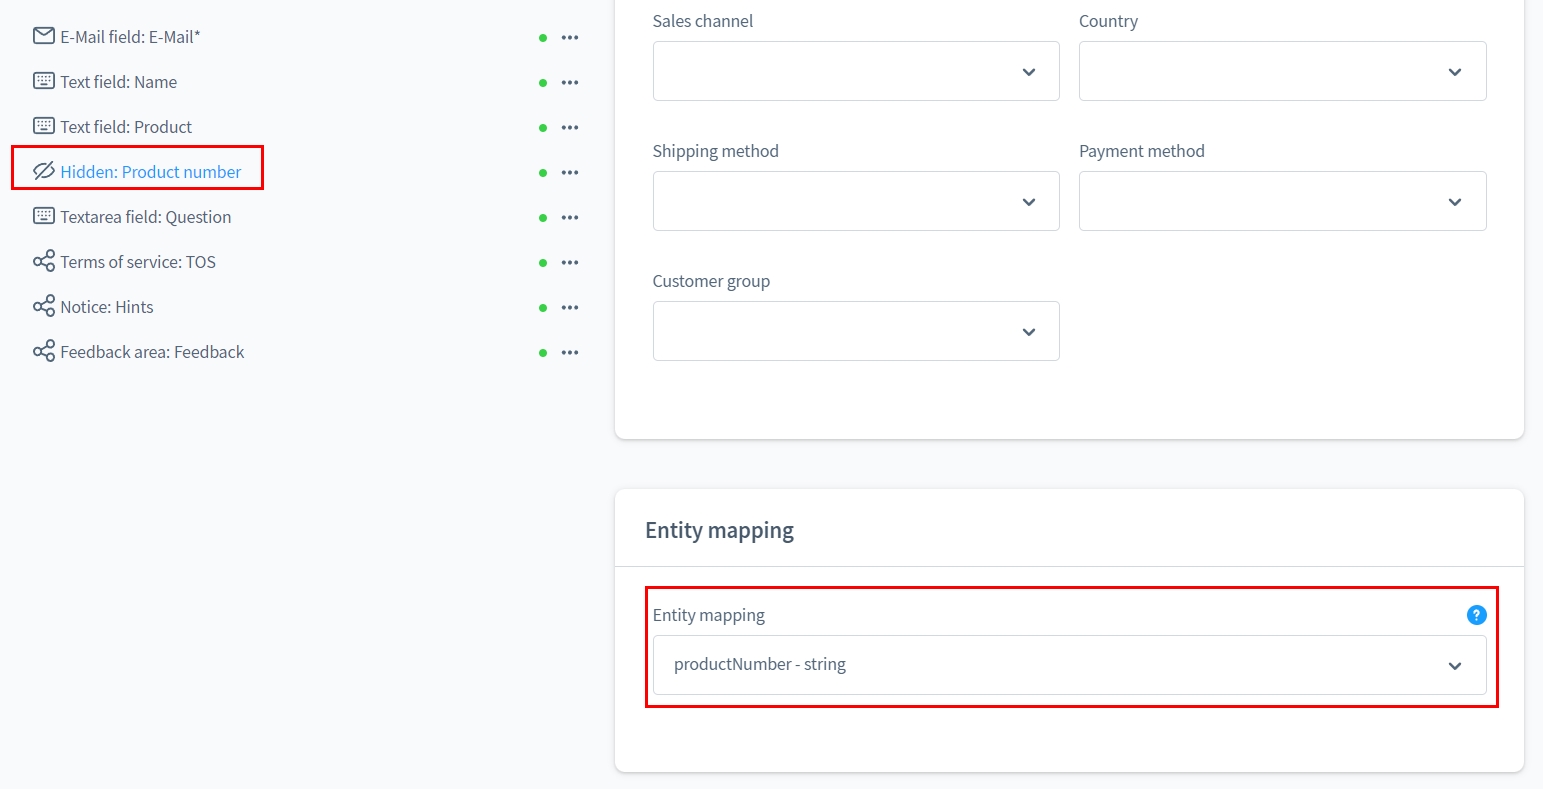 E-Mail field: E-Mail*
Text field: Name
Text field: Product
Hidden: Product number
Textarea field: Question
Terms of service: TOS
Notice: Hints
Feedback area: Feedback
Sales channel
Country
Shipping method
Payment method
Customer group
Entity mapping
Entity mapping
?
productNumber - string